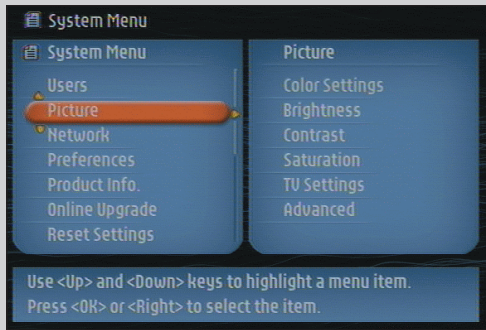 System Menu
System Menu
Users
Picture
Network
Preferences
Product Info.
Online Upgrade
Reset Settings
Picture
Color Settings
Brightness
Contrast
Saturation
TV Settings
Advanced
Use <Up> and <Down> keys to highlight a menu item.
Press <OK> or <Right> to select the item.